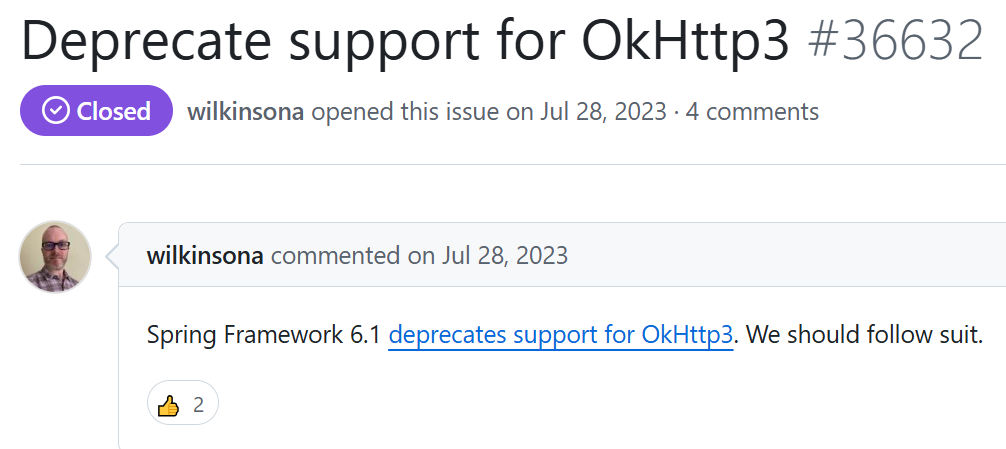 Deprecate support for OkHttp3 #36632
Closed wilkinsona opened this issue on Jul 28, 2023 · 4 comments
wilkinsona commented on Jul 28, 2023
Spring Framework 6.1 deprecates support for OkHttp3. We should follow suit.
👍 2